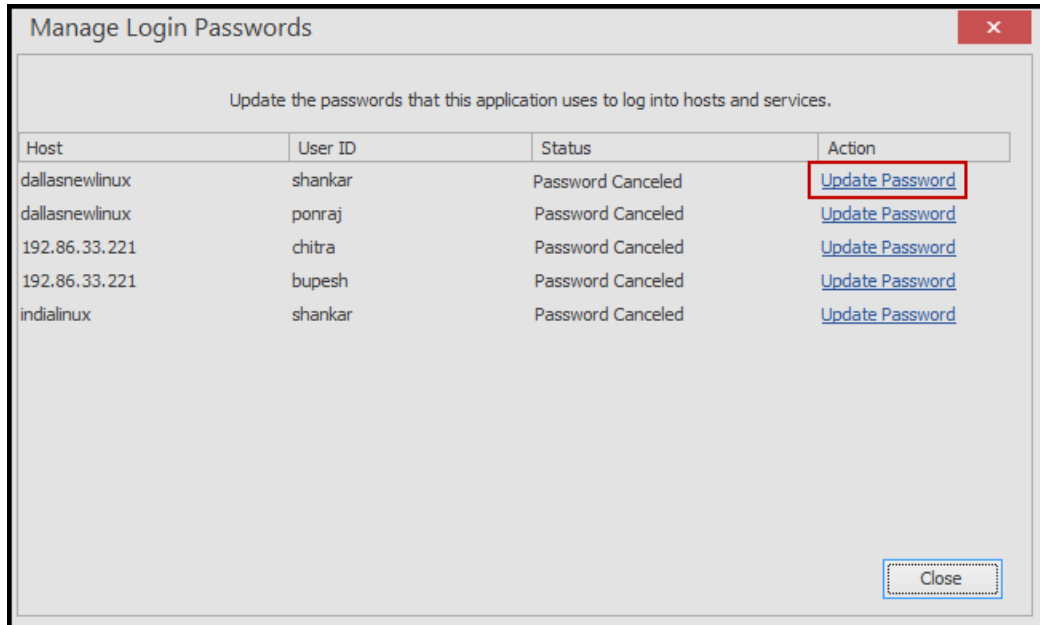 Manage Login Passwords
Update the passwords that this application uses to log into hosts and services.
Host User ID Status Action
dallasnewlinux shankar Password Canceled Update Password
dallasnewlinux ponraj Password Canceled Update Password
192.86.33.221 chitra Password Canceled Update Password
192.86.33.221 bupesh Password Canceled Update Password
indialinux shankar Password Canceled Update Password
Close